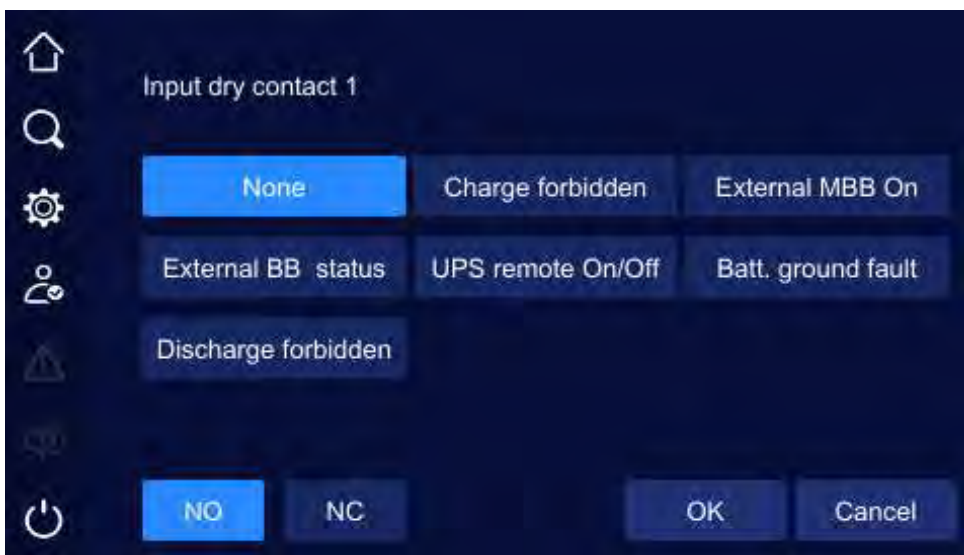 Input dry contact 1
None Charge forbidden External MBB On
External BB status UPS remote On/Off Batt. ground fault
Discharge forbidden
NO NC OK Cancel